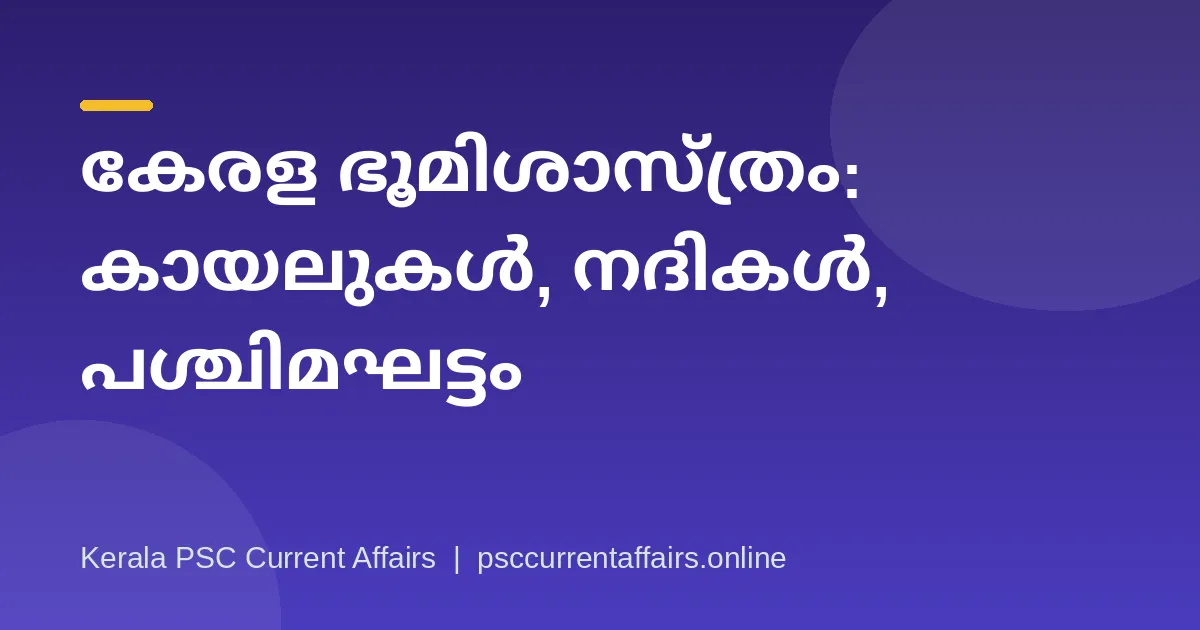 കേരള ഭൂമിശാസ്ത്രം:
കായലുകൾ, നദികൾ,
പശ്ചിമഘട്ടം
Kerala PSC Current Affairs | psccurrentaffairs.online